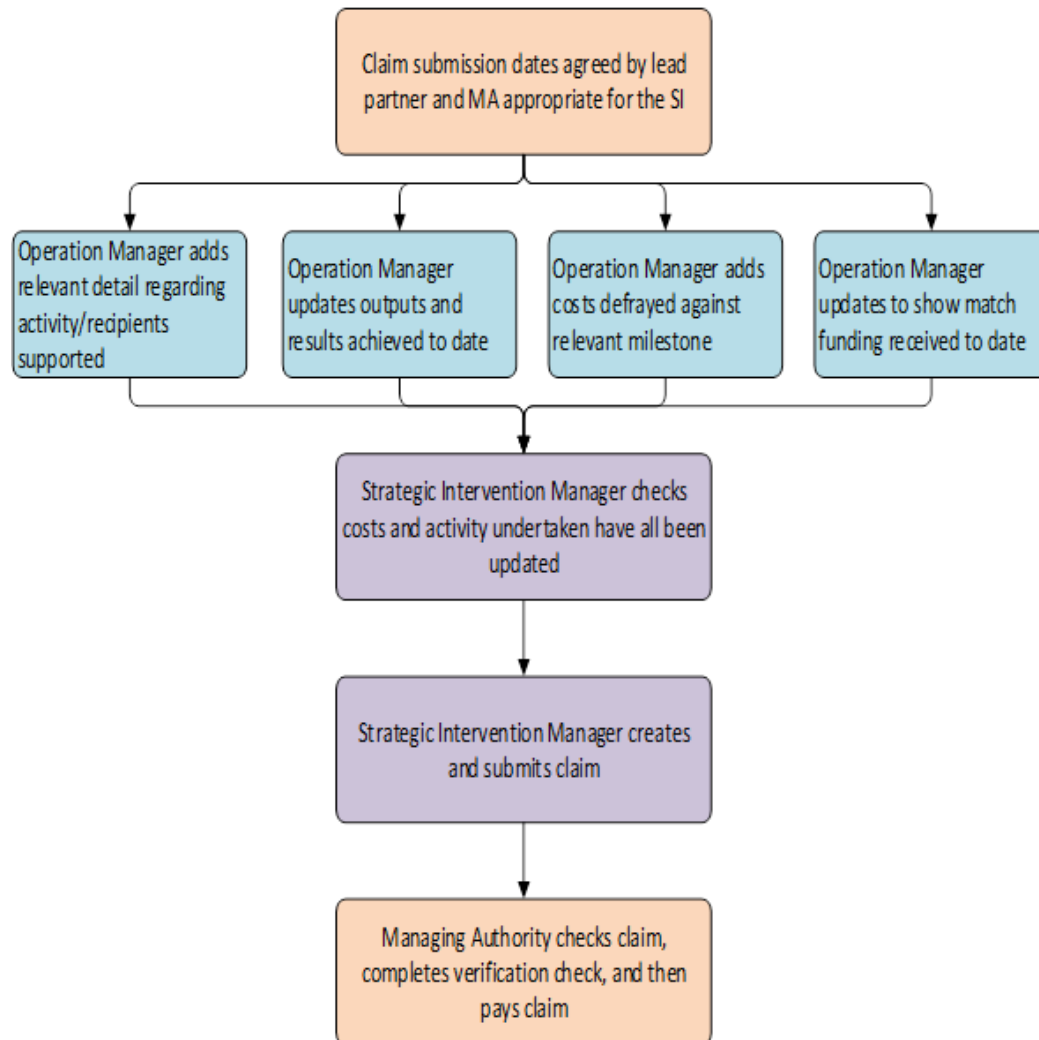 Claim submission dates agreed by lead
partner and MA appropriate for the SI
Operation Manager adds
relevant detail regarding
activity/recipients
supported
Operation Manager
updates outputs and
results achieved to date
Operation Manager adds
costs defrayed against
relevant milestone
Operation Manager
updates to show match
funding received to date
Strategic Intervention Manager checks
costs and activity undertaken have all been
updated
Strategic Intervention Manager creates
and submits claim
Managing Authority checks claim,
completes verification check, and then
pays claim